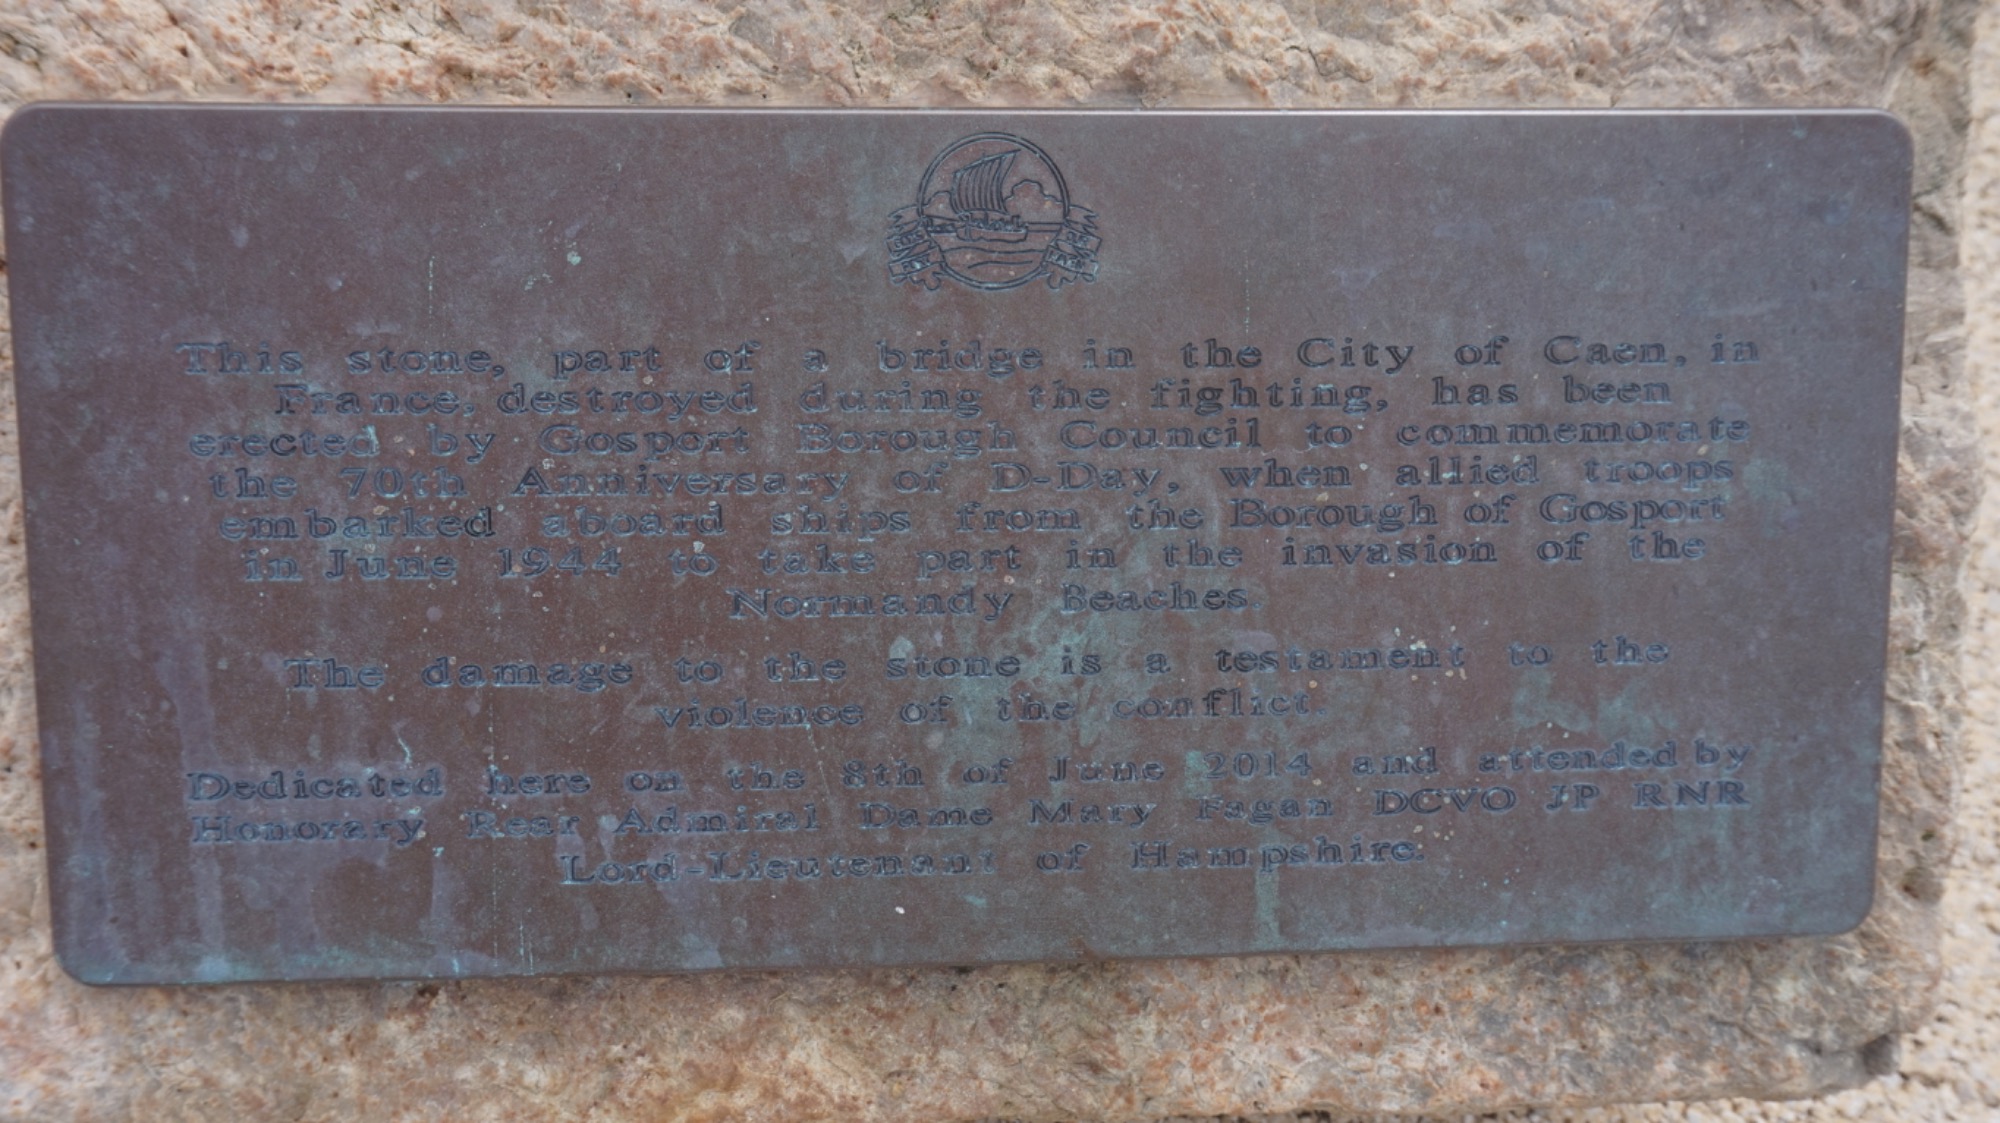 This stone, part of a bridge in the City of Caen, in
France, destroyed during the fighting, has been
erected by Gosport Borough Council to commemorate
the 70th Anniversary of D-Day, when allied troops
embarked aboard ships from the Borough of Gosport
in June 1944 to take part in the invasion of the
Normandy Beaches.
The damage to the stone is a testament to the
violence of the conflict.
Dedicated here on the 8th of June 2014 and attended by
Honorary Rear Admiral Dame Mary Fagan DCVO JP RNR
Lord-Lieutenant of Hampshire.